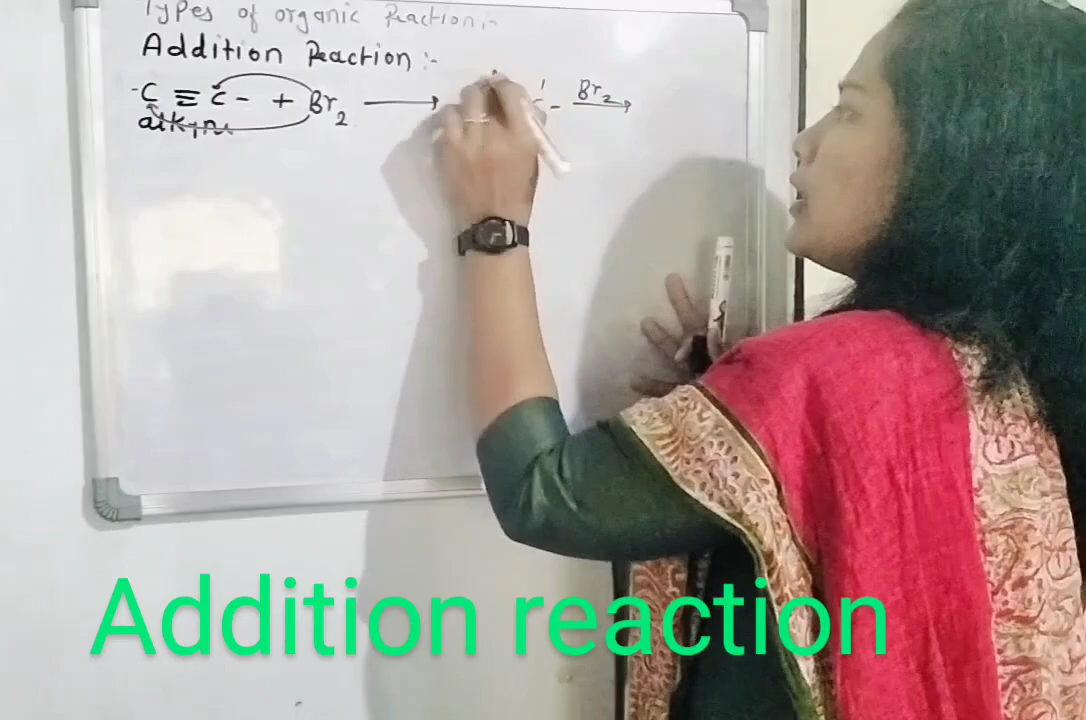 Types of organic Reaction:-
Addition Reaction :-
-C ≡ C - + Br2 → - Br2 →
alkyne
Addition reaction